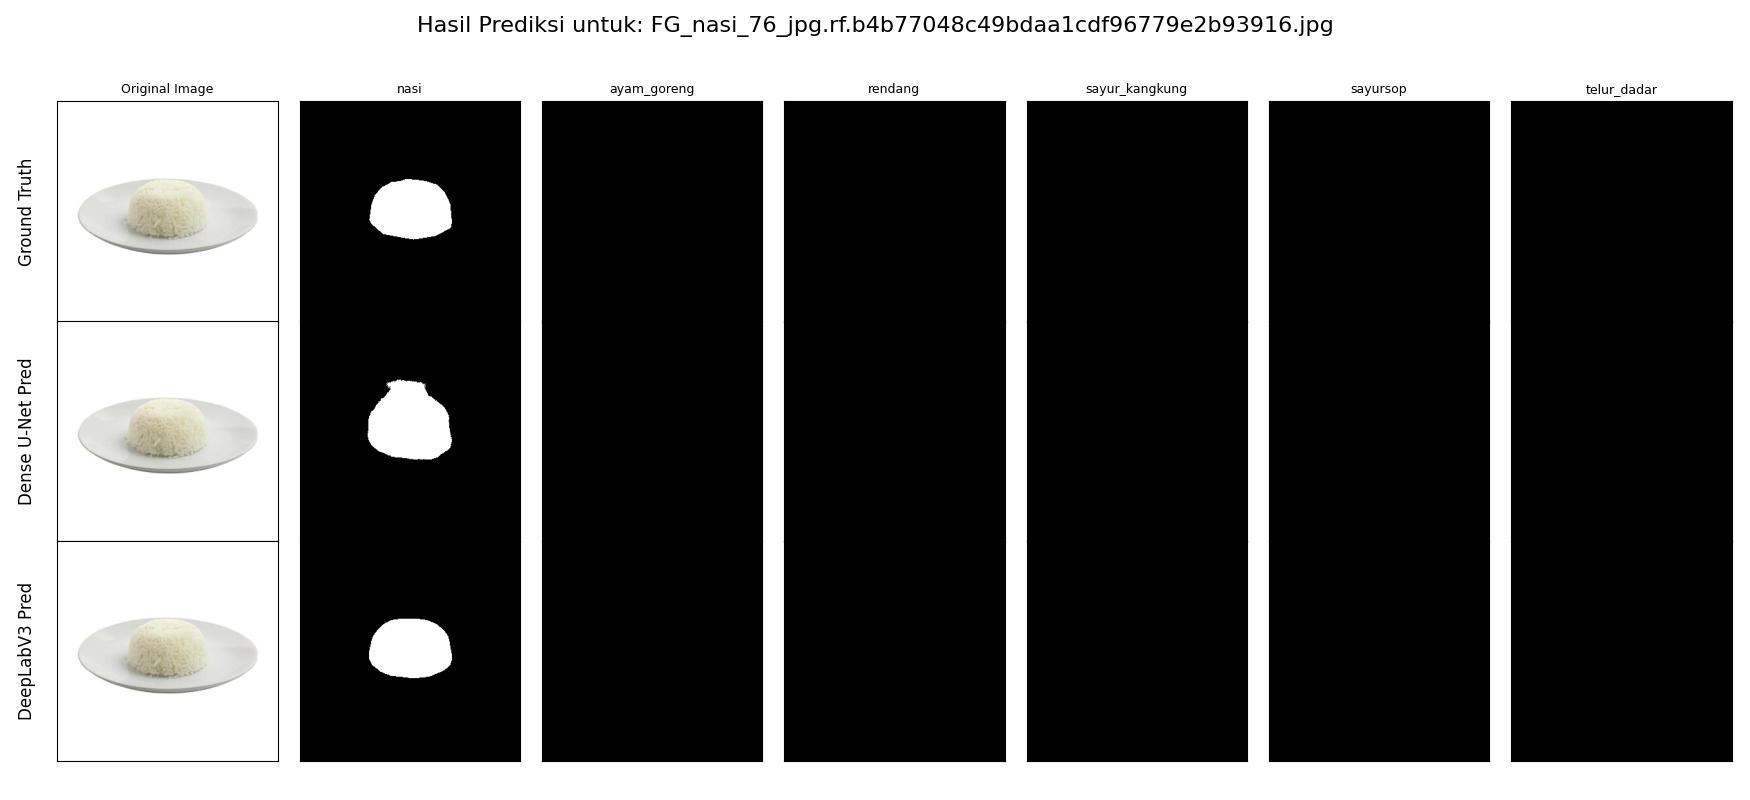 Hasil Prediksi untuk: FG_nasi_76_jpg.rf.b4b77048c49bdaa1cdf96779e2b93916.jpg
Original Image nasi ayam_goreng rendang sayur_kangkung sayursop telur_dadar
Ground Truth
Dense U-Net Pred
DeepLabV3 Pred